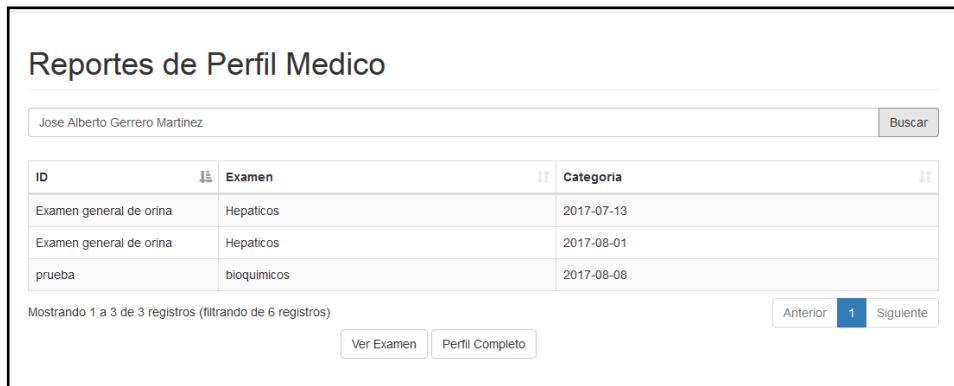 Reportes de Perfil Medico
Jose Alberto Gerrero Martinez Buscar
ID Examen Categoria
Examen general de orina Hepaticos 2017-07-13
Examen general de orina Hepaticos 2017-08-01
prueba bioquimicos 2017-08-08
Mostrando 1 a 3 de 3 registros (filtrando de 6 registros) Anterior 1 Siguiente
Ver Examen Perfil Completo